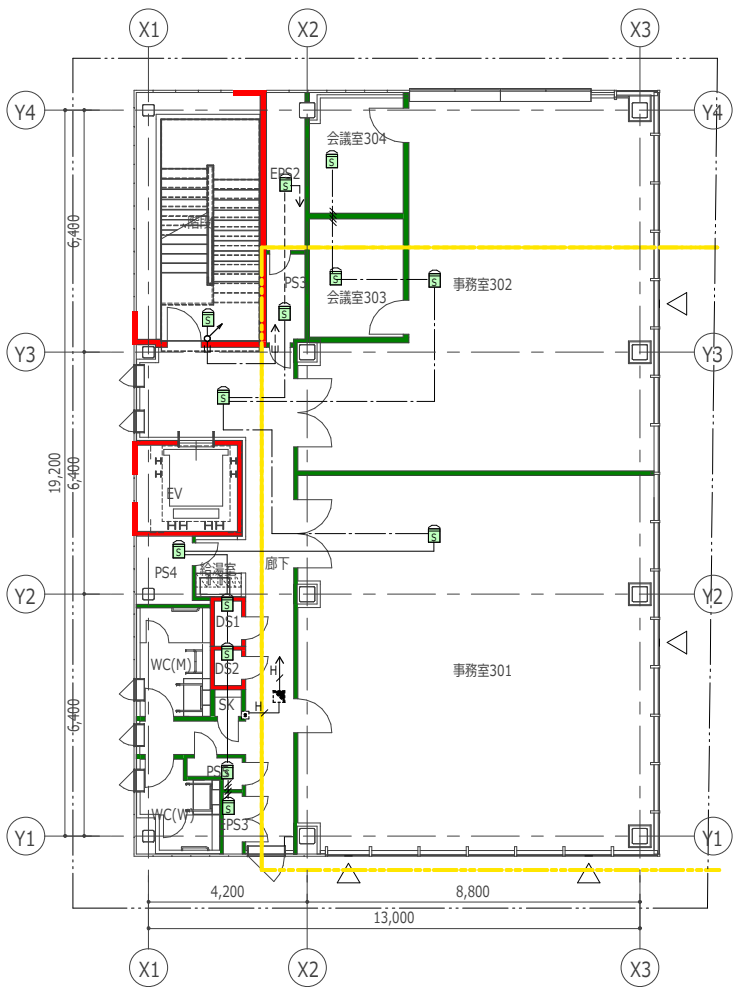 X1
X2
X3
Y4
Y4
会議室304
S
S
EPS2
階段
6,400
PS3
S
S
会議室303
事務室302
S
S
Y3
Y3
S
19,200
6,400
EV
S
S
PS4
給湯室
廊下
Y2
Y2
S
DS1
S
DS2
WC(M)
H
事務室301
SK
H
6,400
S
WC(W)
S
EPS3
Y1
Y1
4,200
8,800
13,000
X1
X2
X3